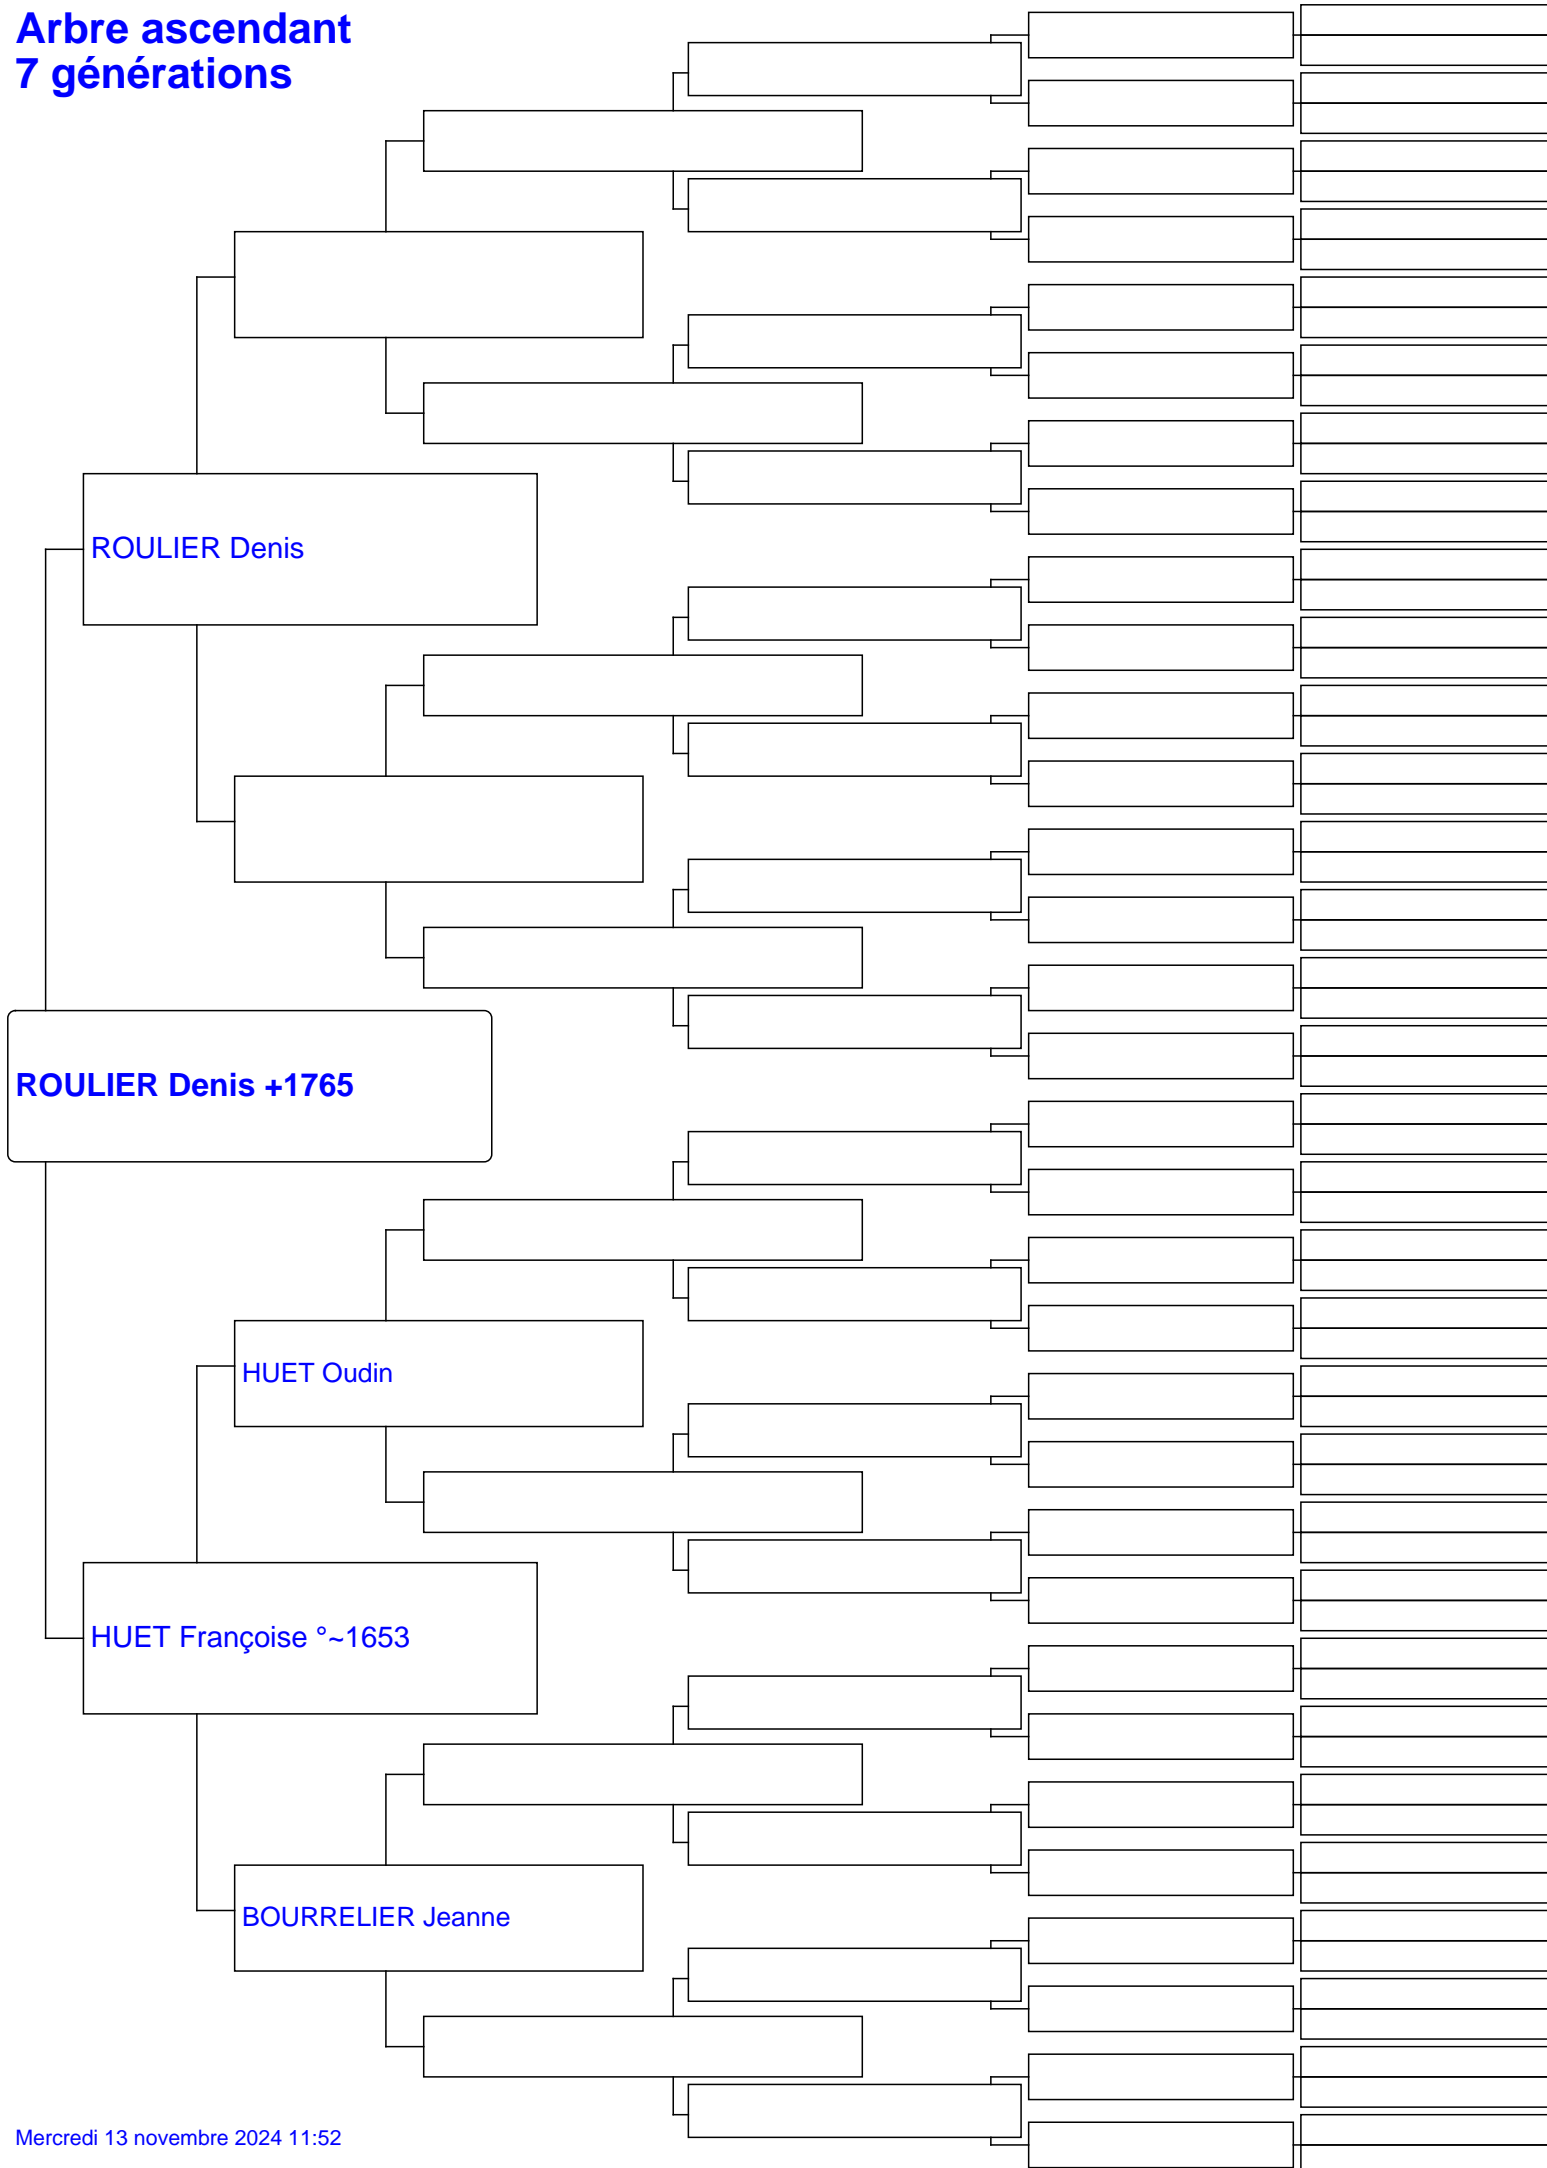 Arbre ascendant
7 générations
ROULIER Denis
ROULIER Denis +1765
HUET Oudin
HUET Françoise °~1653
BOURRELIER Jeanne
Mercredi 13 novembre 2024 11:52